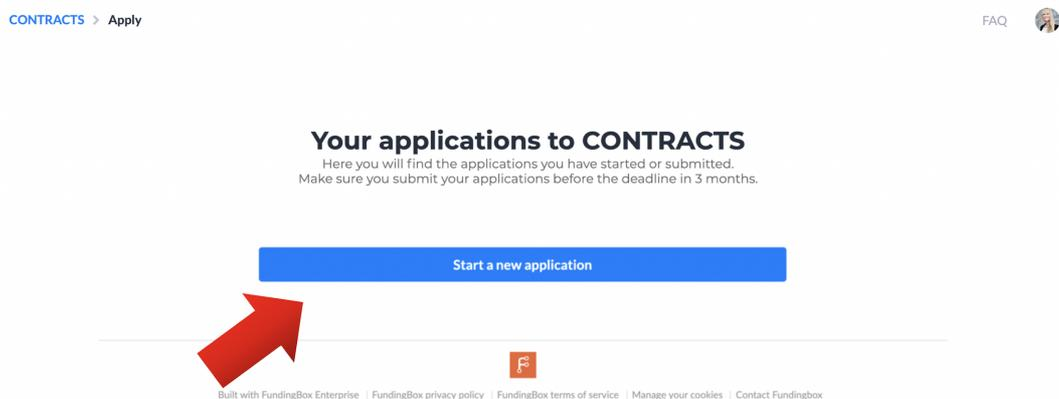 CONTRACTS > Apply
FAQ
Your applications to CONTRACTS
Here you will find the applications you have started or submitted.
Make sure you submit your applications before the deadline in 3 months.
Start a new application
Built with FundingBox Enterprise | FundingBox privacy policy | FundingBox terms of service | Manage your cookies | Contact Fundingbox